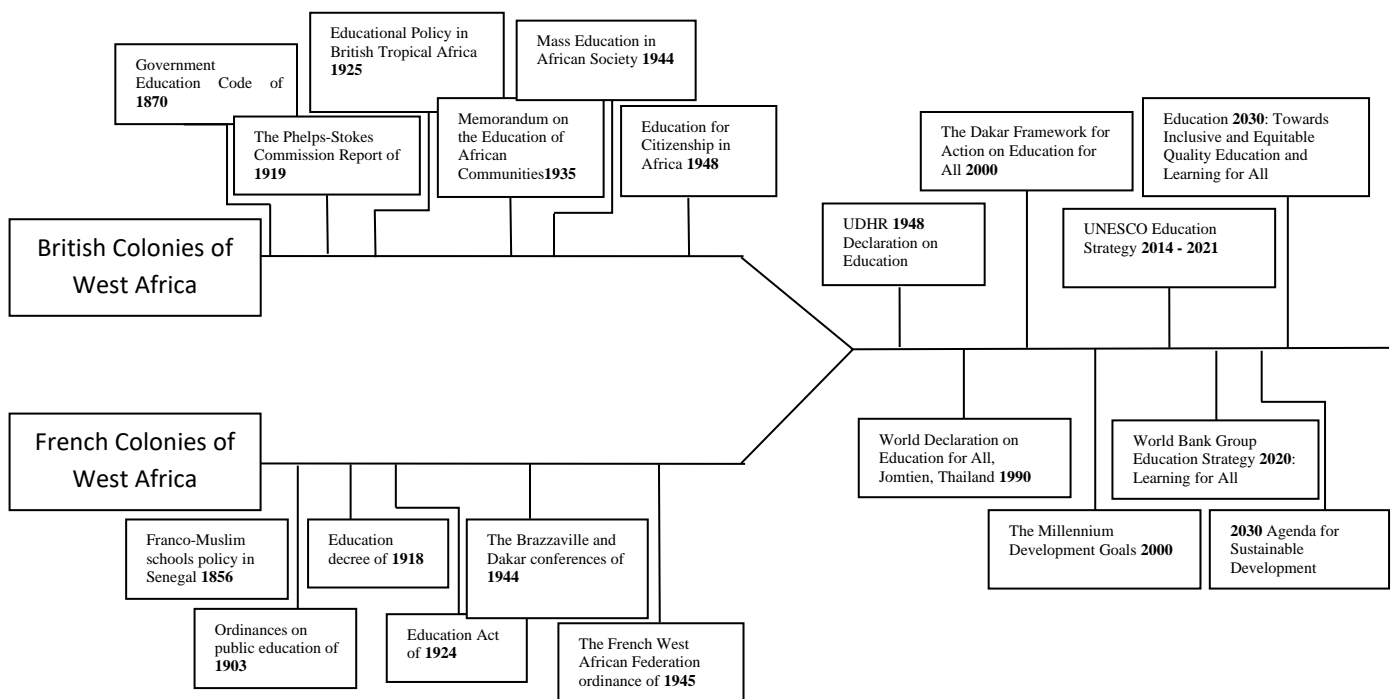 Government
Education Code of
1870
The Phelps-Stokes
Commission Report of
1919
Educational Policy in
British Tropical Africa
1925
Memorandum on
the Education of
African
Communities1935
Mass Education in
African Society 1944
Education for
Citizenship in
Africa 1948
British Colonies of
West Africa
French Colonies of
West Africa
Franco-Muslim
schools policy in
Senegal 1856
Ordinances on
public education of
1903
Education
decree of 1918
Education Act
of 1924
The Brazzaville and
Dakar conferences of
1944
The French West
African Federation
ordinance of 1945
UDHR 1948
Declaration on
Education
World Declaration on
Education for All,
Jomtien, Thailand 1990
The Dakar Framework for
Action on Education for
All 2000
The Millennium
Development Goals 2000
UNESCO Education
Strategy 2014 - 2021
World Bank Group
Education Strategy 2020:
Learning for All
2030 Agenda for
Sustainable
Development
Education 2030: Towards
Inclusive and Equitable
Quality Education and
Learning for All